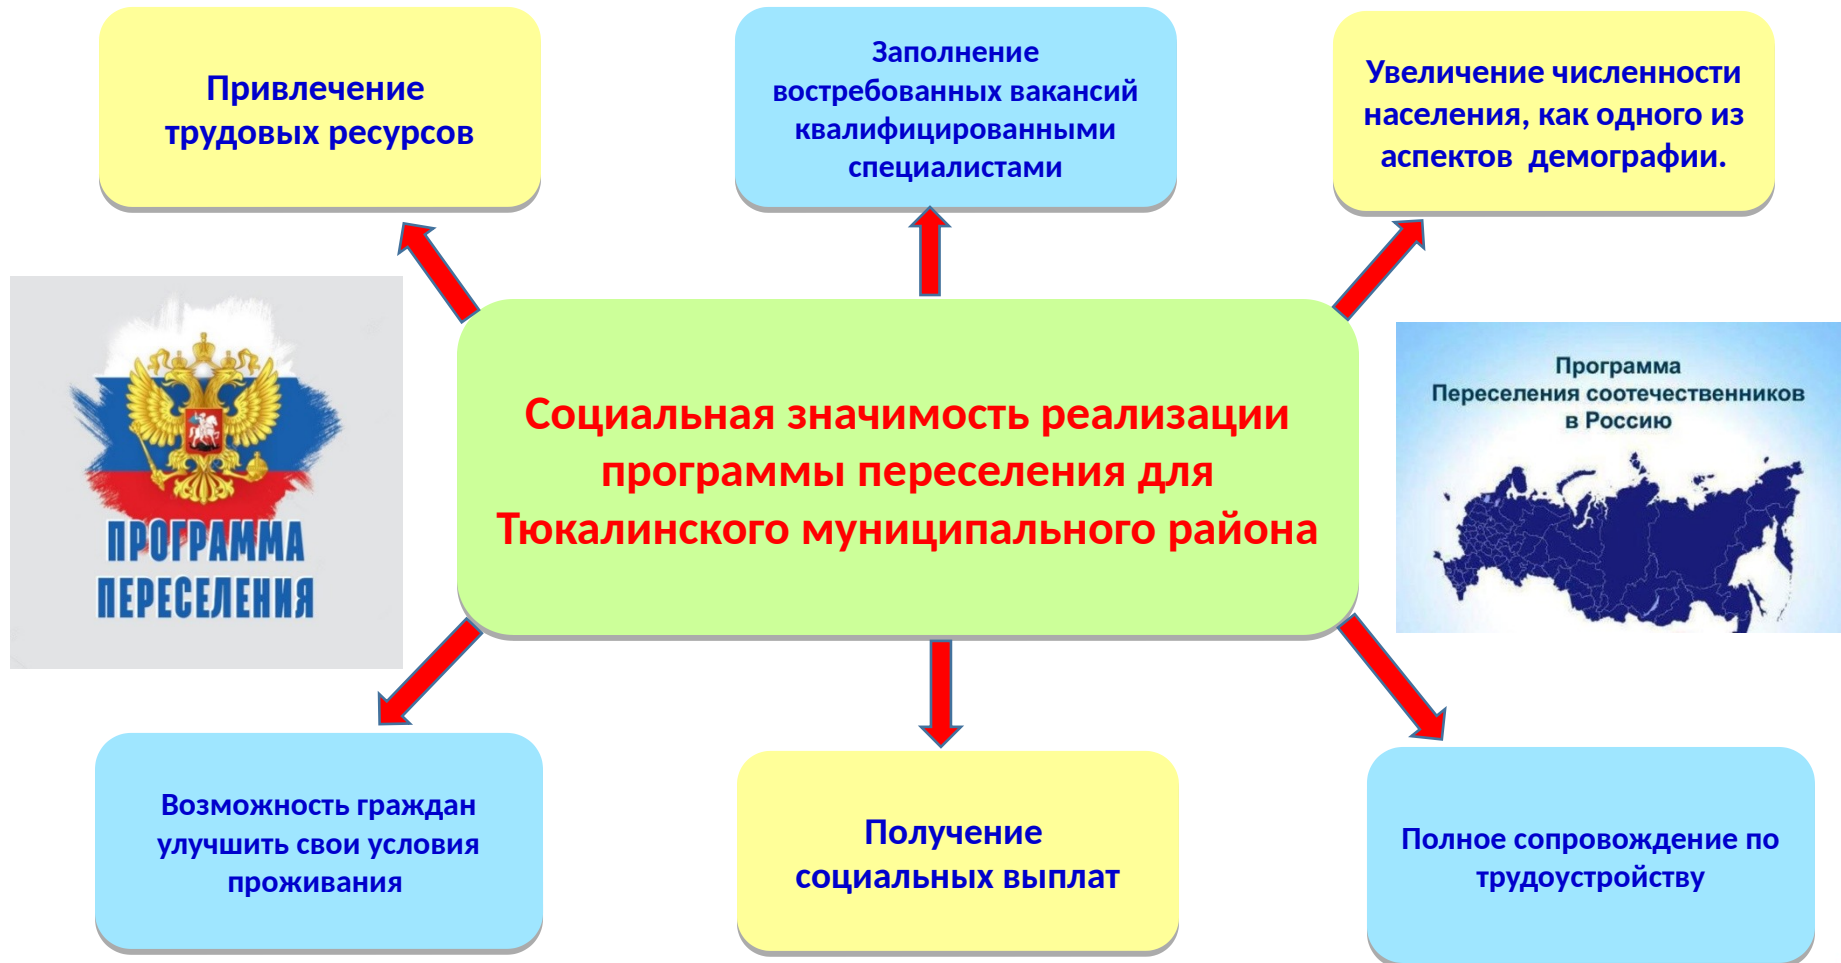 Привлечение
трудовых ресурсов
Заполнение
востребованных вакансий
квалифицированными
специалистами
Увеличение численности
населения, как одного из
аспектов  демографии.
ПРОГРАММА
ПЕРЕСЕЛЕНИЯ
Социальная значимость реализации
программы переселения для
Тюкалинского муниципального района
Программа
Переселения соотечественников
в Россию
Возможность граждан
улучшить свои условия
проживания
Получение
социальных выплат
Полное сопровождение по
трудоустройству